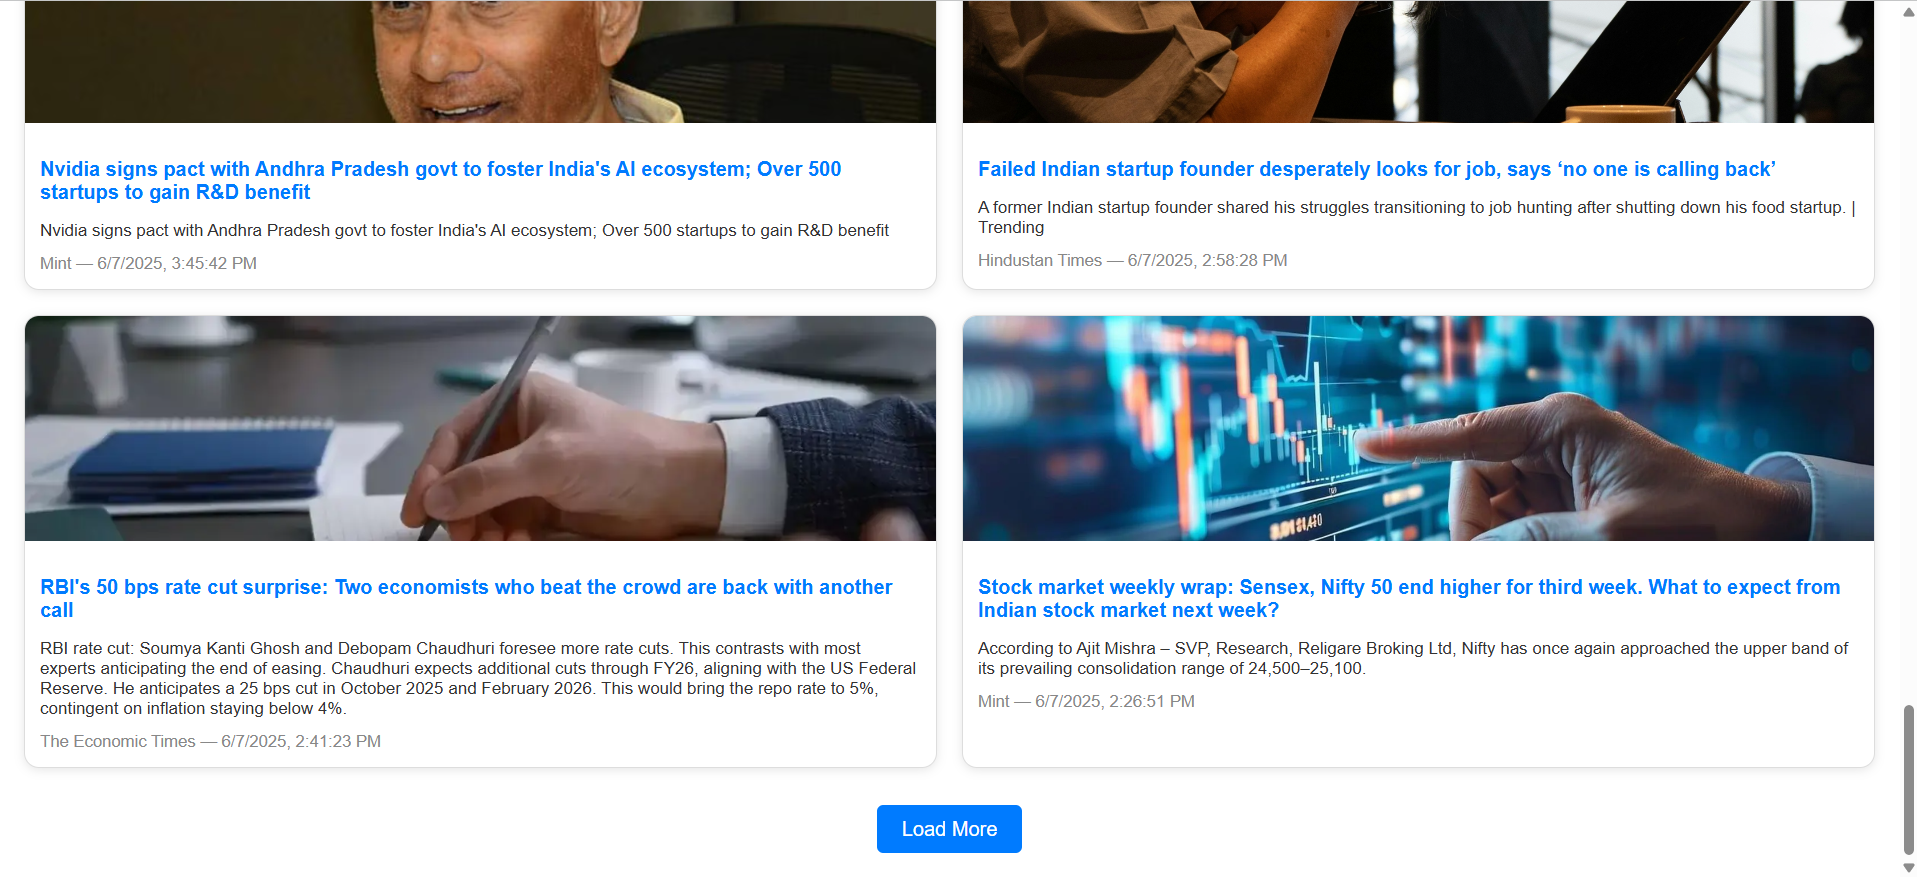 Nvidia signs pact with Andhra Pradesh govt to foster India's AI ecosystem; Over 500
startups to gain R&D benefit
Nvidia signs pact with Andhra Pradesh govt to foster India's AI ecosystem; Over 500 startups to gain R&D benefit
Mint — 6/7/2025, 3:45:42 PM
Failed Indian startup founder desperately looks for job, says ‘no one is calling back’
A former Indian startup founder shared his struggles transitioning to job hunting after shutting down his food startup. |
Trending
Hindustan Times — 6/7/2025, 2:58:28 PM
RBI's 50 bps rate cut surprise: Two economists who beat the crowd are back with another
call
RBI rate cut: Soumya Kanti Ghosh and Debopam Chaudhuri foresee more rate cuts. This contrasts with most
experts anticipating the end of easing. Chaudhuri expects additional cuts through FY26, aligning with the US Federal
Reserve. He anticipates a 25 bps cut in October 2025 and February 2026. This would bring the repo rate to 5%,
contingent on inflation staying below 4%.
The Economic Times — 6/7/2025, 2:41:23 PM
Stock market weekly wrap: Sensex, Nifty 50 end higher for third week. What to expect from
Indian stock market next week?
According to Ajit Mishra – SVP, Research, Religare Broking Ltd, Nifty has once again approached the upper band of
its prevailing consolidation range of 24,500–25,100.
Mint — 6/7/2025, 2:26:51 PM
Load More